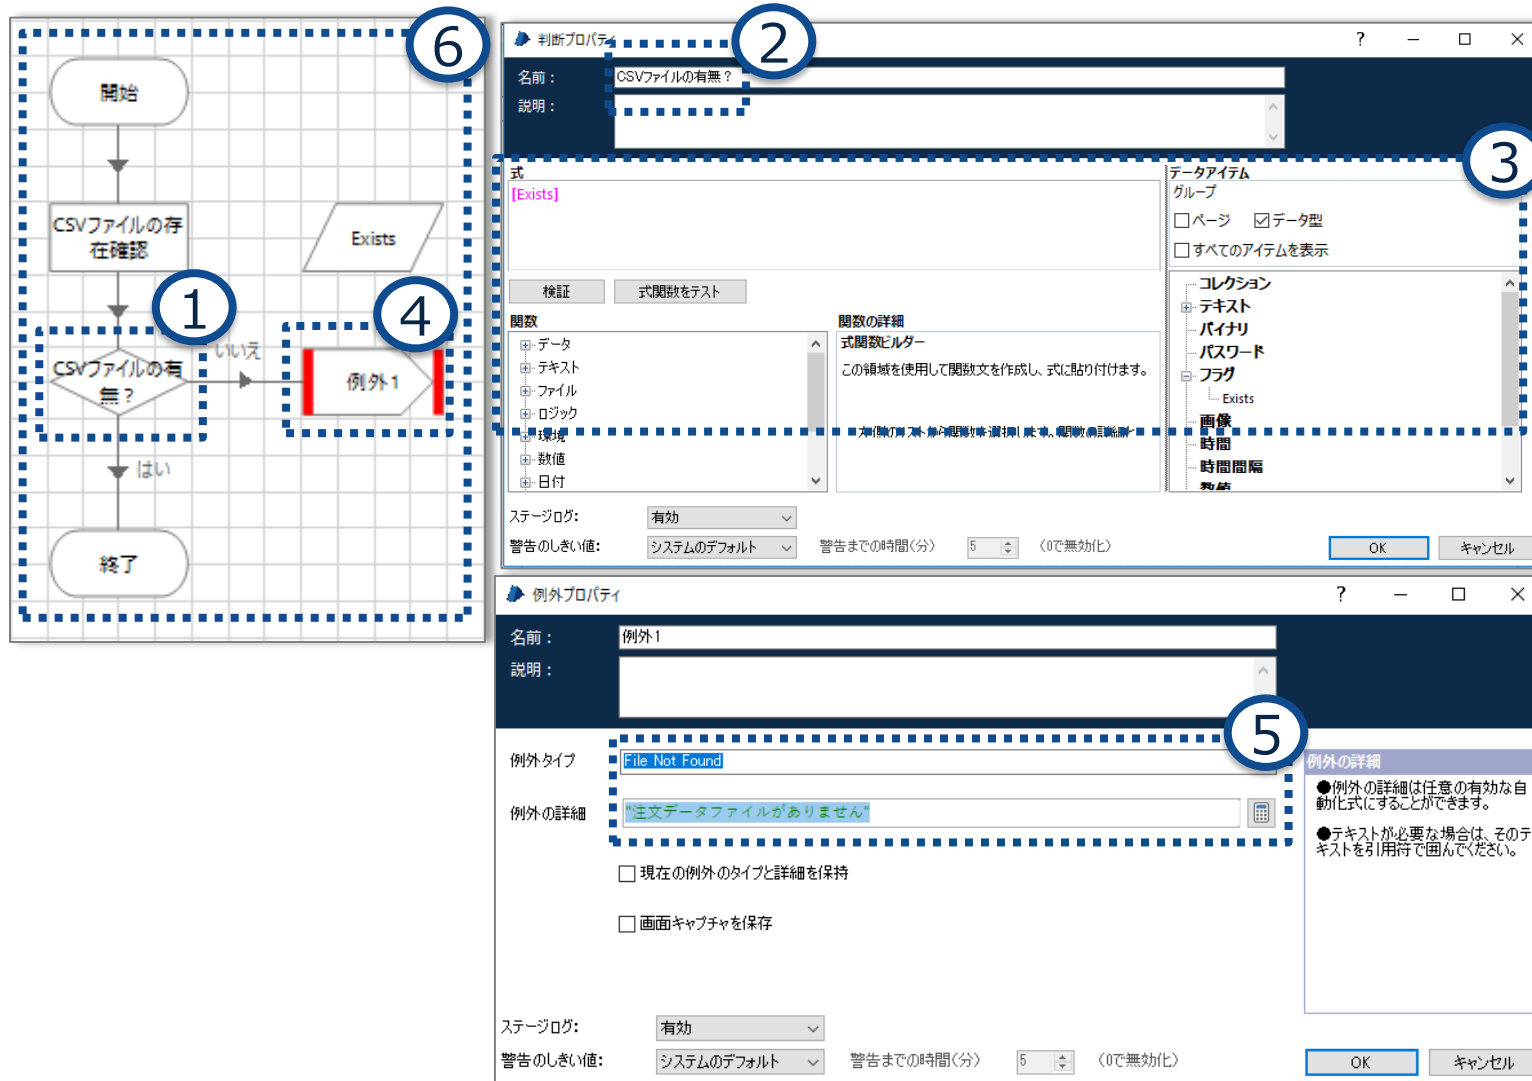 6
開始
CSVファイルの存
在確認
Exists
1
4
CSVファイルの有
無？
いいえ
例外1
はい
終了
判断プロパティ
2
?
名前：
CSVファイルの有無？
説明：
3
式
[Exists]
データアイテム
グループ
ページ
データ型
すべてのアイテムを表示
検証
式関数をテスト
コレクション
テキスト
バイナリ
パスワード
フラグ
Exists
画像
時間
時間間隔
数値
関数
データ
テキスト
ファイル
ロジック
環境
数値
日付
関数の詳細
式関数ビルダー
この領域を使用して関数文を作成し、式に貼り付けます。
ステージログ:
有効
警告のしきい値:
システムのデフォルト
警告までの時間(分)
5
(0で無効化)
OK
キャンセル
例外プロパティ
?
名前：
例外1
説明：
5
例外タイプ
File Not Found
例外の詳細
"注文データファイルがありません"
現在の例外のタイプと詳細を保持
画面キャプチャを保存
例外の詳細
●例外の詳細は任意の有効な自
動化式にすることができます。
●テキストが必要な場合は、そのテ
キストを引用符で囲んでください。
ステージログ:
有効
警告のしきい値:
システムのデフォルト
警告までの時間(分)
5
(0で無効化)
OK
キャンセル